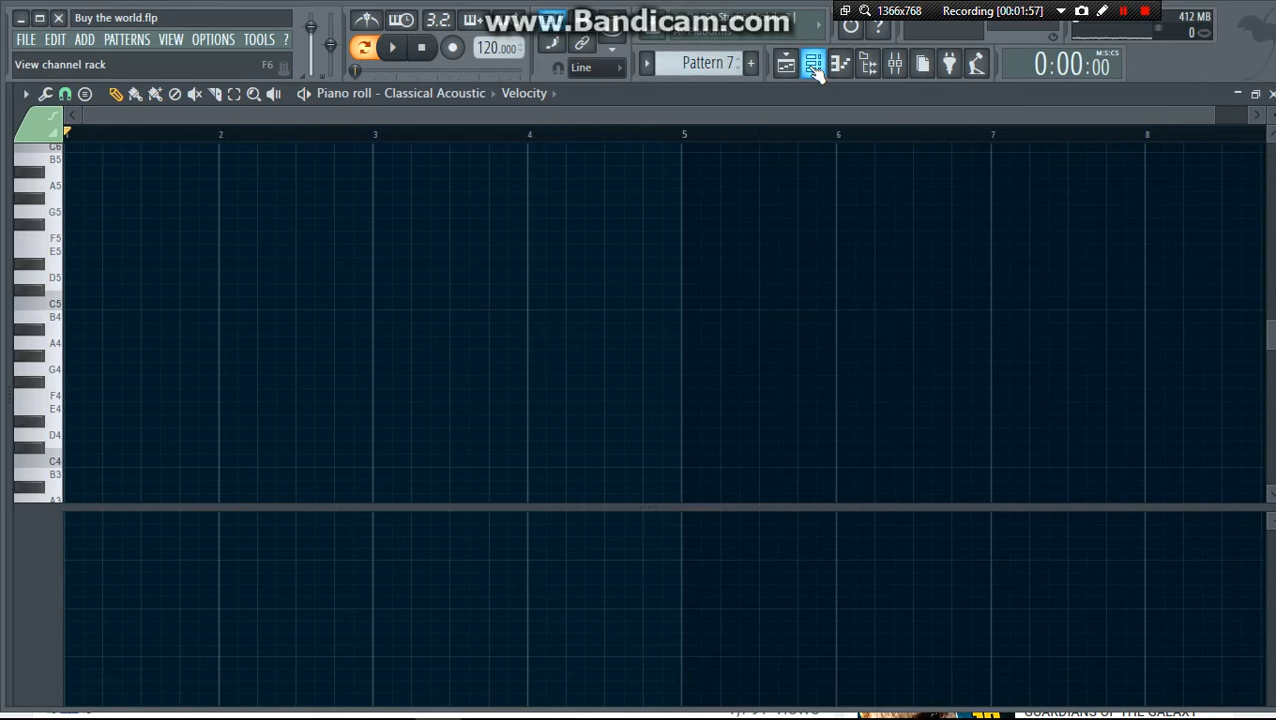 Buy the world.flp
www.Bandicam.com
1366x768
Recording [00:01:57]
412 MB
0
FILE EDIT ADD PATTERNS VIEW OPTIONS TOOLS ?
3.2
120.000
View channel rack F6
Line
Pattern 7
+
?
0:00:00
M:S:CS
Piano roll - Classical Acoustic
Velocity
1 2 3 4 5 6 7 8
C6
B5
A5
G5
F5
E5
D5
C5
B4
A4
G4
F4
E4
D4
C4
B3
A3
GUARDIANS OF THE GALAXY